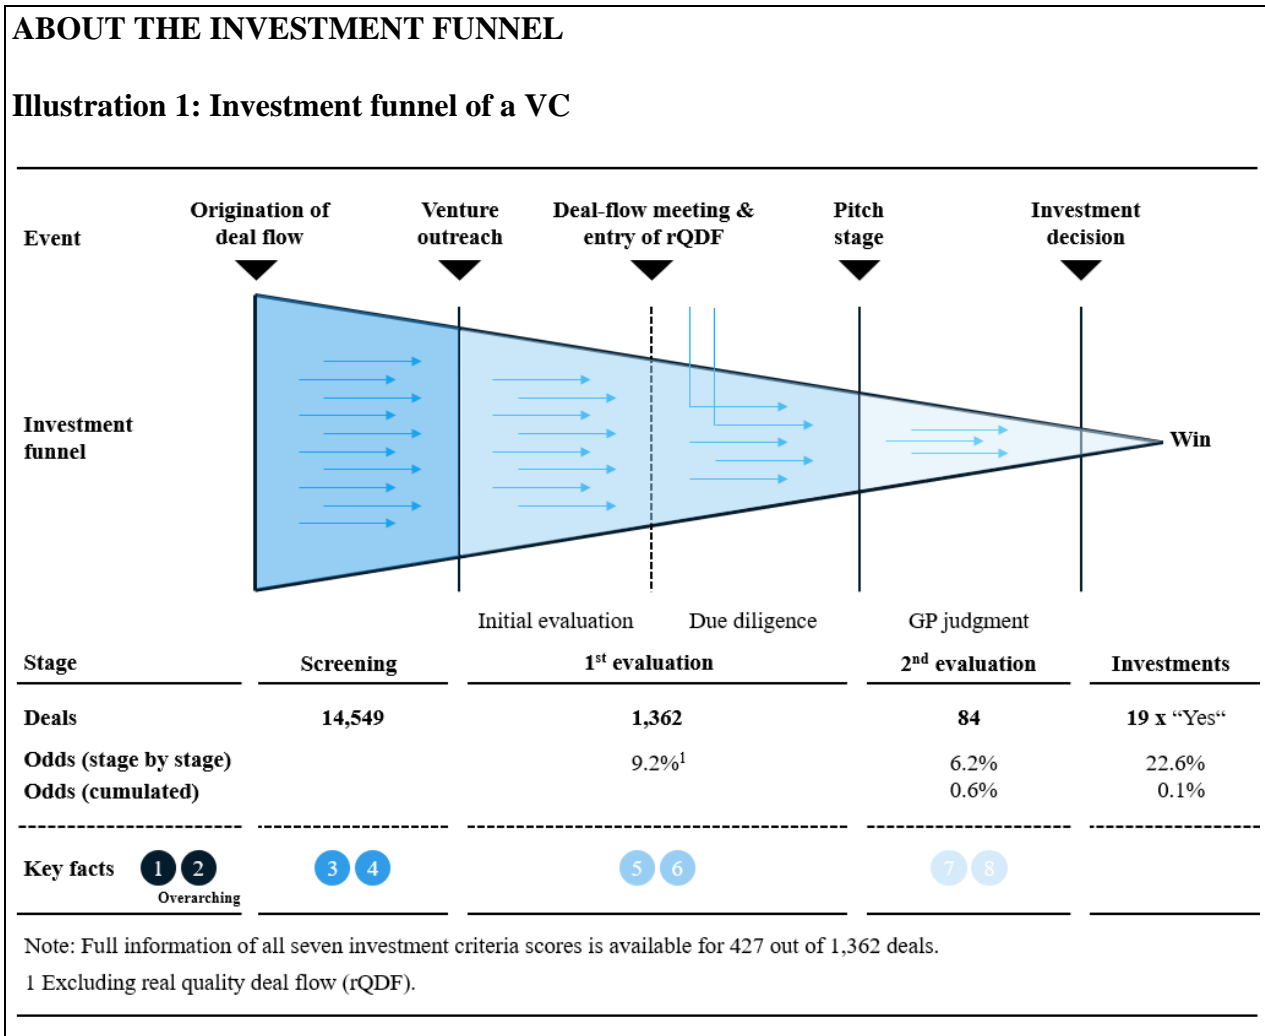 ABOUT THE INVESTMENT FUNNEL
Illustration 1: Investment funnel of a VC
Event
Origination of
deal flow
Venture
outreach
Deal-flow meeting &
entry of rQDF
Pitch
stage
Investment
decision
Investment
funnel
Win
Initial evaluation
Due diligence
GP judgment
Stage
Screening
1st evaluation
2nd evaluation
Investments
Deals
14,549
1,362
84
19 x “Yes“
Odds (stage by stage)
9.2%1
6.2%
22.6%
Odds (cumulated)
0.6%
0.1%
Key facts
1 2
Overarching
3 4
5 6
7 8
Note: Full information of all seven investment criteria scores is available for 427 out of 1,362 deals.
1 Excluding real quality deal flow (rQDF).